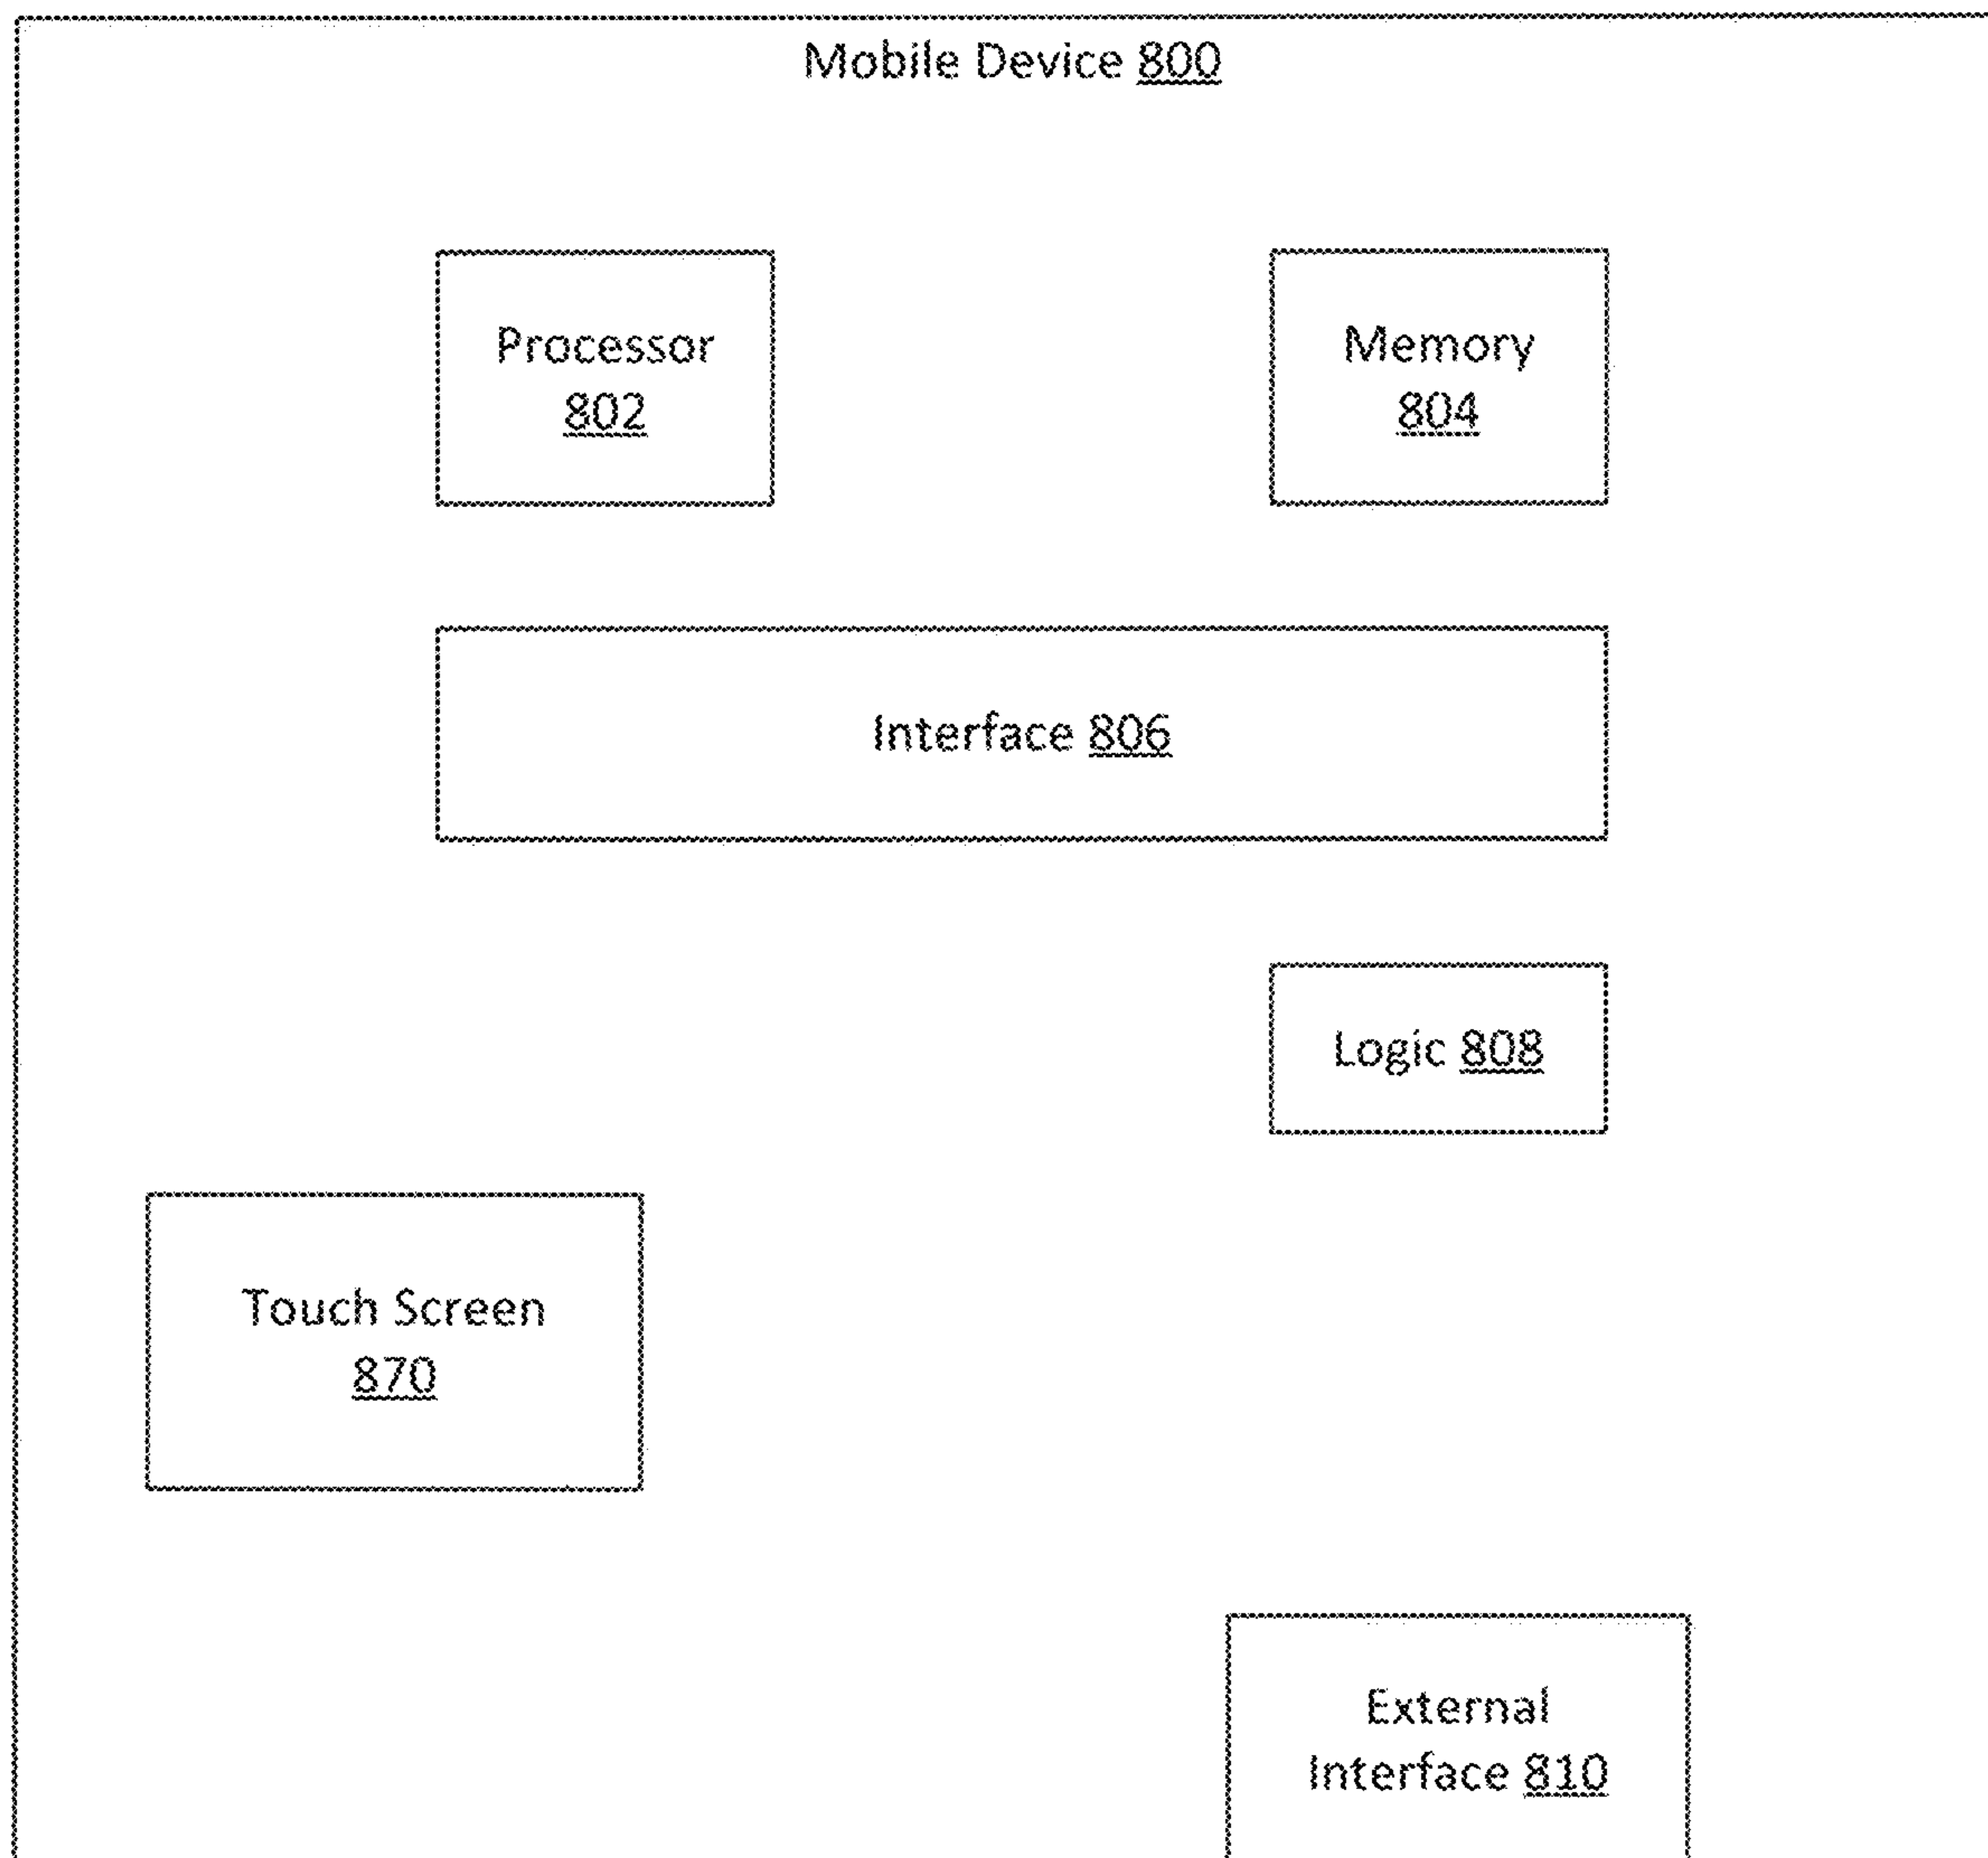 Mobile Device 800
Processor
802
Memory
804
Interface 806
Logic 808
Touch Screen
870
External
Interface 810